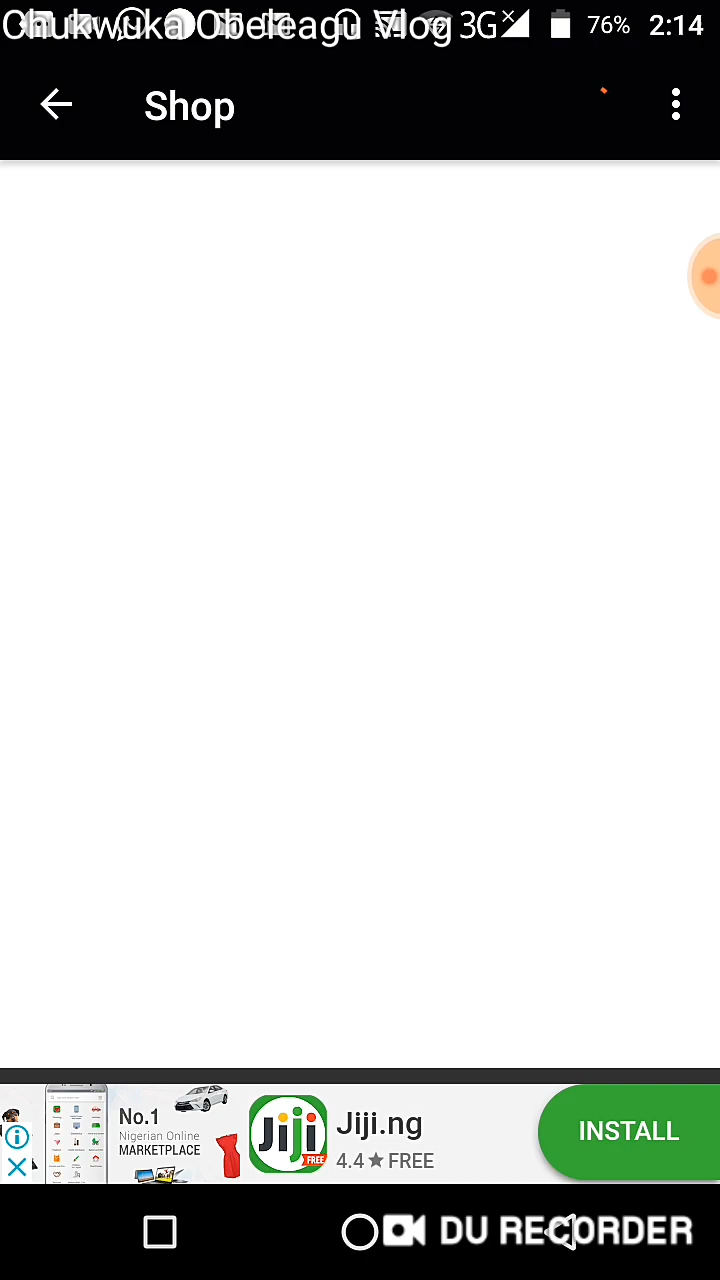 Chukwuka Obeleagu Vlog 3G 76% 2:14
Shop
No.1
Nigerian Online
MARKETPLACE
Jiji
FREE
Jiji.ng
4.4★ FREE
INSTALL
DU RECORDER